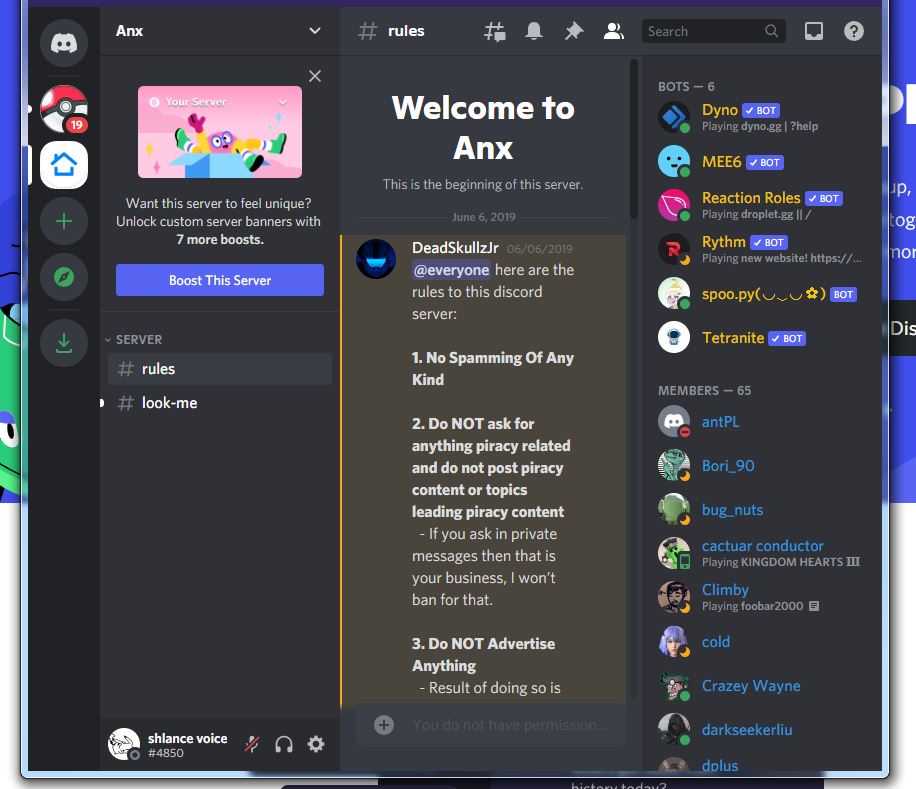 Anx
19
Your Server
Want this server to feel unique?
Unlock custom server banners with
7 more boosts.
Boost This Server
SERVER
# rules
# look-me
shlance voice
#4850
# rules
Search
Welcome to
Anx
This is the beginning of this server.
June 6, 2019
DeadSkullzJr 06/06/2019
@everyone here are the
rules to this discord
server:
1. No Spamming Of Any
Kind
2. Do NOT ask for
anything piracy related
and do not post piracy
content or topics
leading piracy content
- If you ask in private
messages then that is
your business, I won't
ban for that.
3. Do NOT Advertise
Anything
- Result of doing so is
You do not have permission...
BOTS — 6
Dyno ✓ BOT
Playing dyno.gg | ?help
MEE6 ✓ BOT
Reaction Roles ✓ BOT
Playing droplet.gg || /
Rythm ✓ BOT
Playing new website! https://...
spoo.py(◡‿◡✿) BOT
Tetranite ✓ BOT
MEMBERS — 65
antPL
Bori_90
bug_nuts
cactuar conductor
Playing KINGDOM HEARTS III
Climby
Playing foobar2000
cold
Crazey Wayne
darkseekerliu
dplus
up,
Dis
history today?